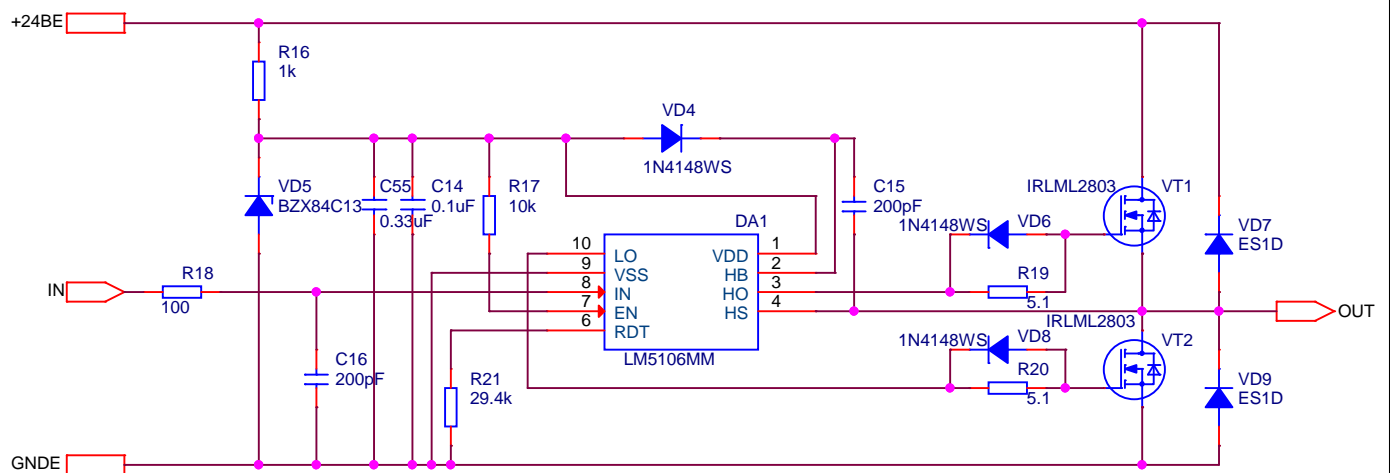 +24BE
R16
1k
VD4
1N4148WS
VD5
BZX84C13
C55
0.33uF
C14
0.1uF
R17
10k
C15
200pF
IRLML2803
VT1
1N4148WS
VD6
VD7
ES1D
DA1
10 LO VDD 1
9 VSS HB 2
8 IN HO 3
7 EN HS 4
6 RDT
LM5106MM
R19
5.1
IN
R18
100
OUT
IRLML2803
VT2
1N4148WS
VD8
C16
200pF
R21
29.4k
R20
5.1
VD9
ES1D
GNDE